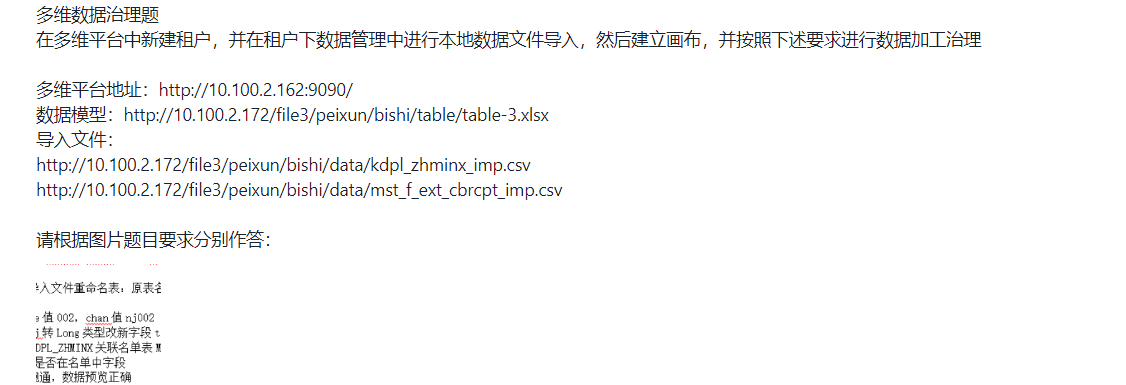 多维数据治理题
在多维平台中新建租户，并在租户下数据管理中进行本地数据文件导入，然后建立画布，并按照下述要求进行数据加工治理
多维平台地址：http://10.100.2.162:9090/
数据模型：http://10.100.2.172/file3/peixun/bishi/table/table-3.xlsx
导入文件：
http://10.100.2.172/file3/peixun/bishi/data/kdpl_zhminx_imp.csv
http://10.100.2.172/file3/peixun/bishi/data/mst_f_ext_cbrcpt_imp.csv
请根据图片题目要求分别作答：
导入文件重命名表：原表名
值 002，chan 值 nj002
转 Long 类型改新字段 t
DPL_ZHMINX 关联名单表 M
是否在名单中字段
通，数据预览正确